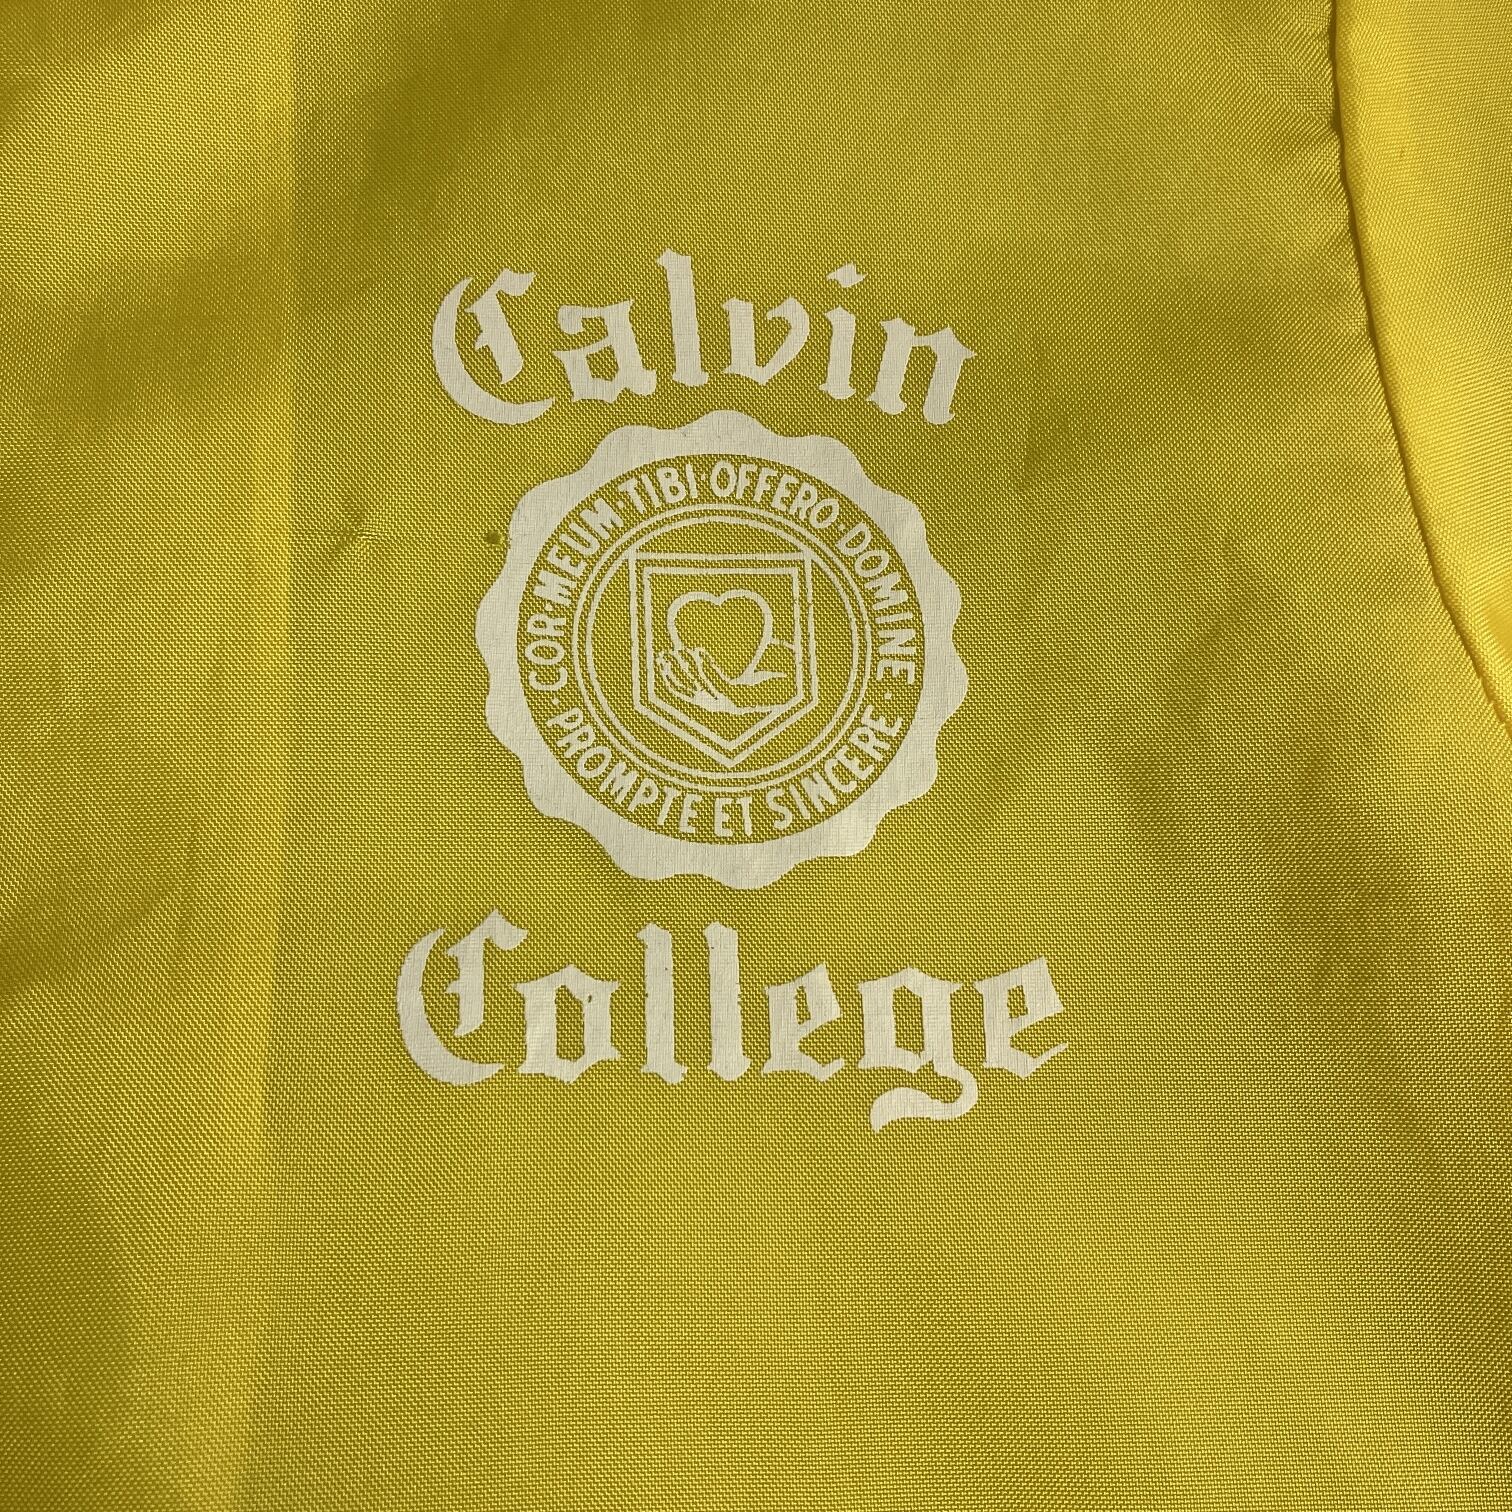 Calvin
COR·MEUM·TIBI·OFFERO·DOMINE
·PROMPTE ET SINCERE·
College